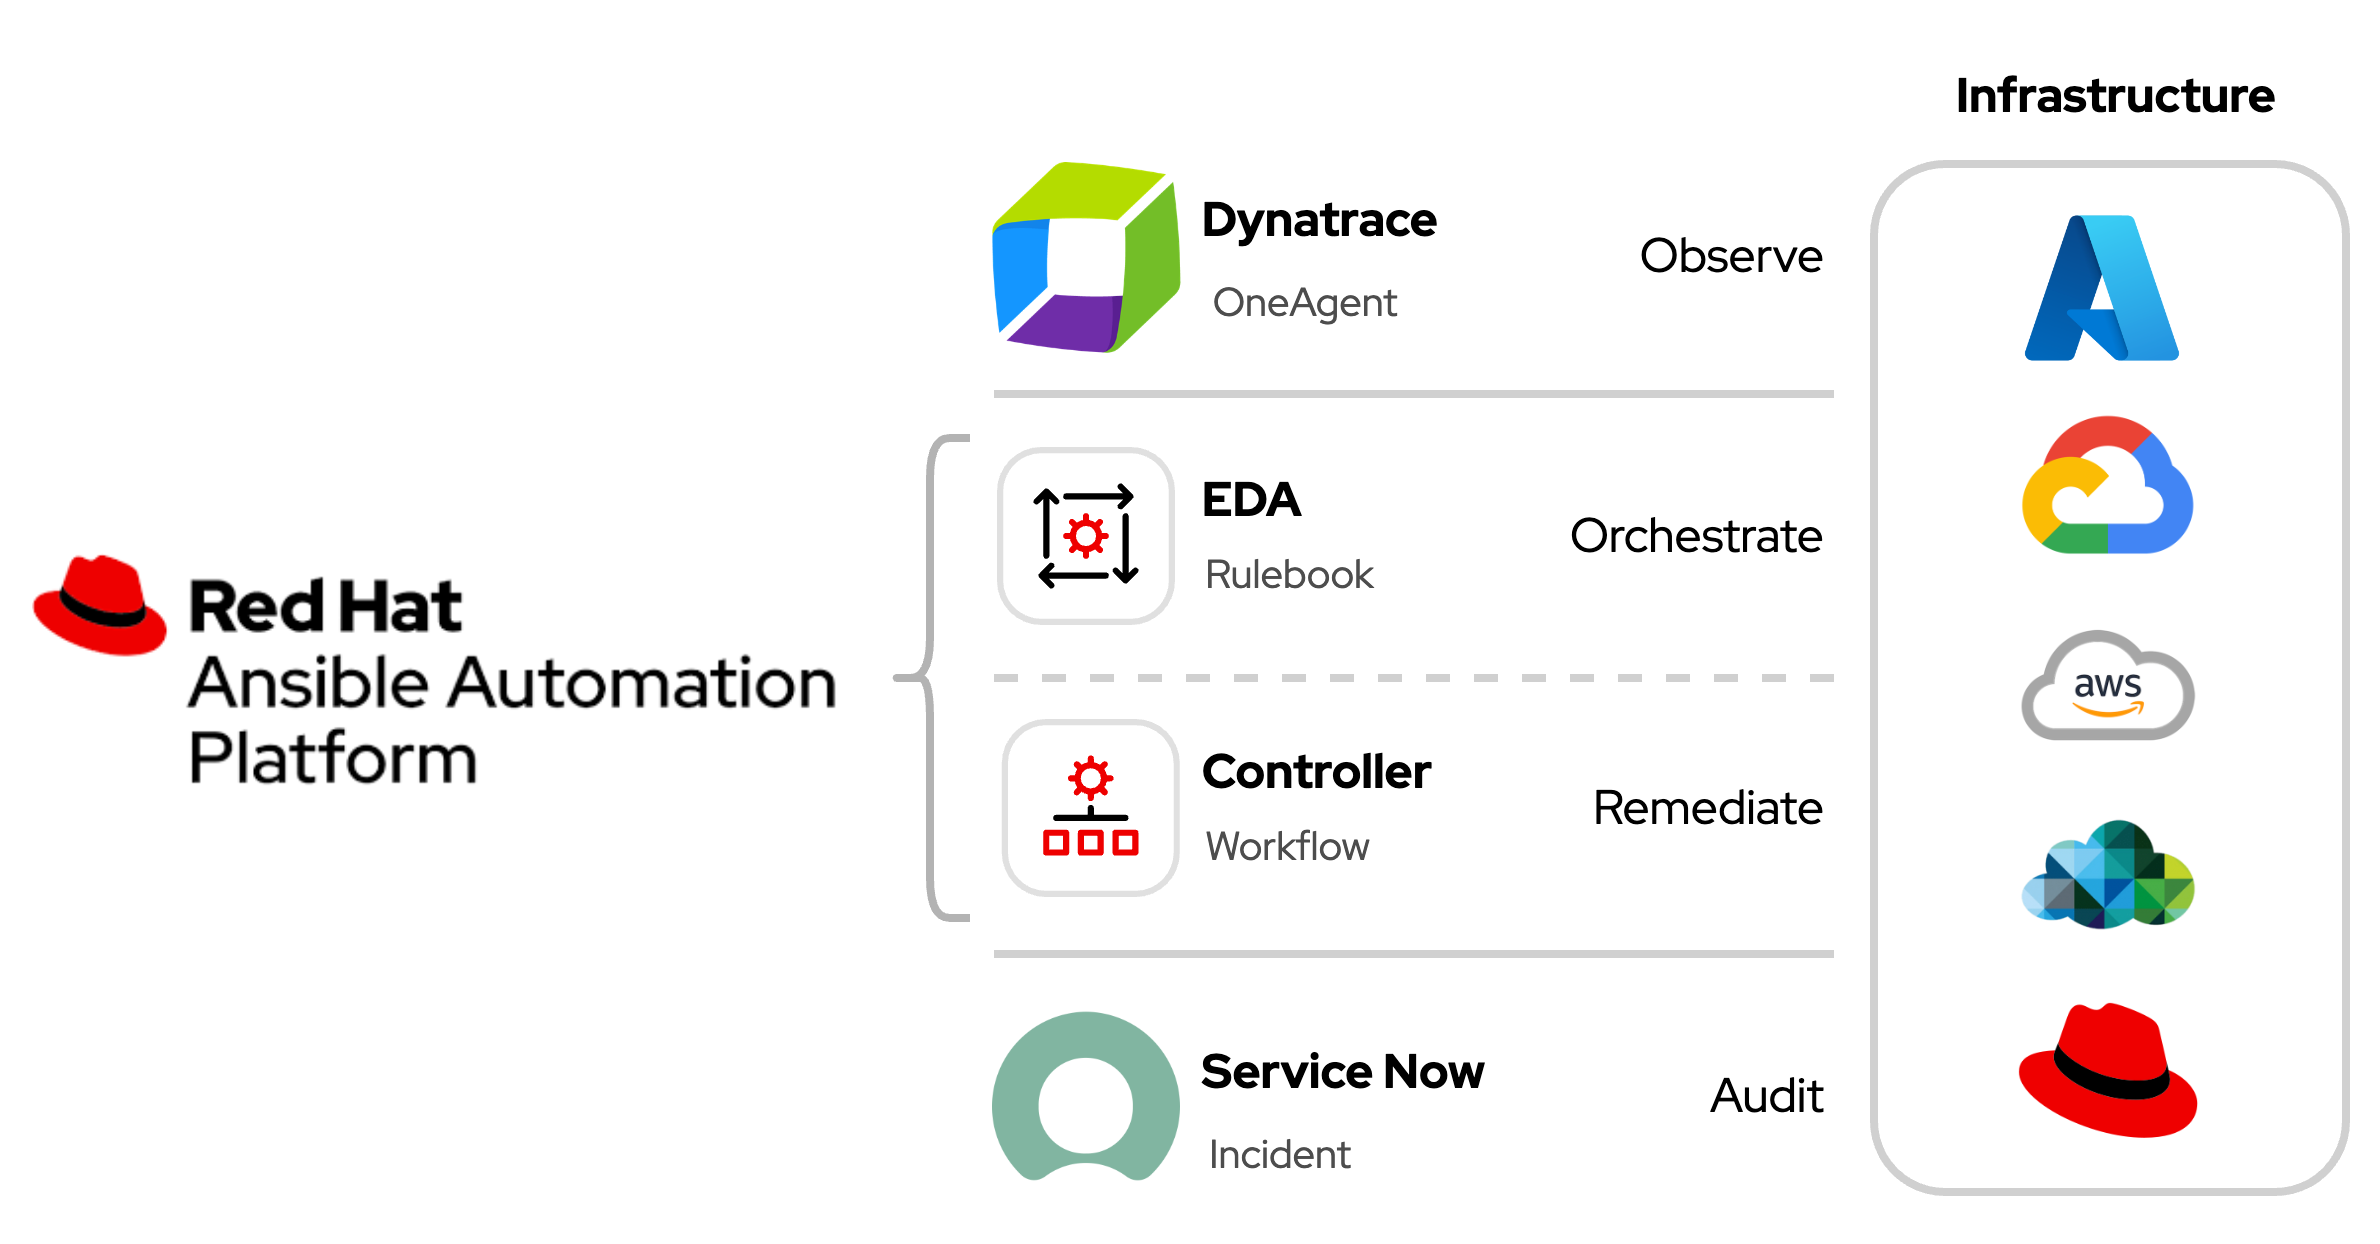 Infrastructure
Dynatrace
OneAgent
Observe
EDA
Rulebook
Orchestrate
Red Hat
Ansible Automation
Platform
aws
Controller
Workflow
Remediate
Service Now
Incident
Audit